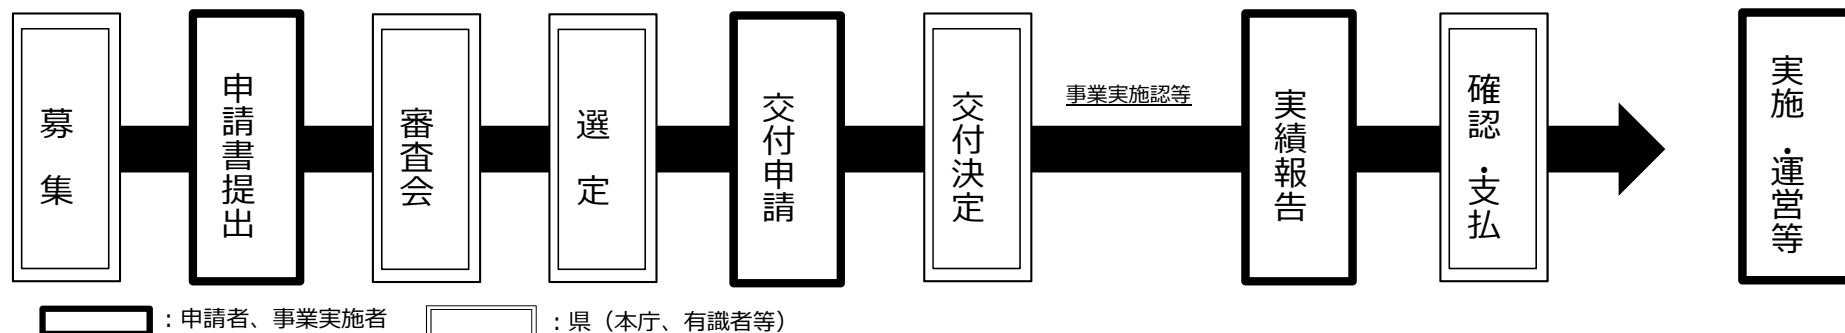 募集
申請書提出
審査会
選定
交付申請
交付決定
事業実施認等
実績報告
確認・支払
実施・運営等
：申請者、事業実施者
：県（本庁、有識者等）